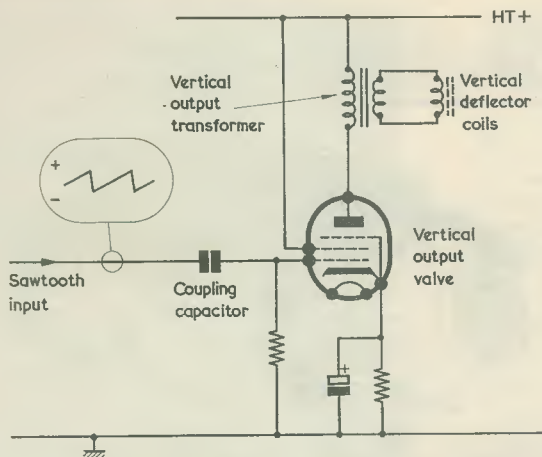 HT+
Vertical
output
transformer
Vertical
deflector
coils
+
−
Sawtooth
input
Coupling
capacitor
Vertical
output
valve
+